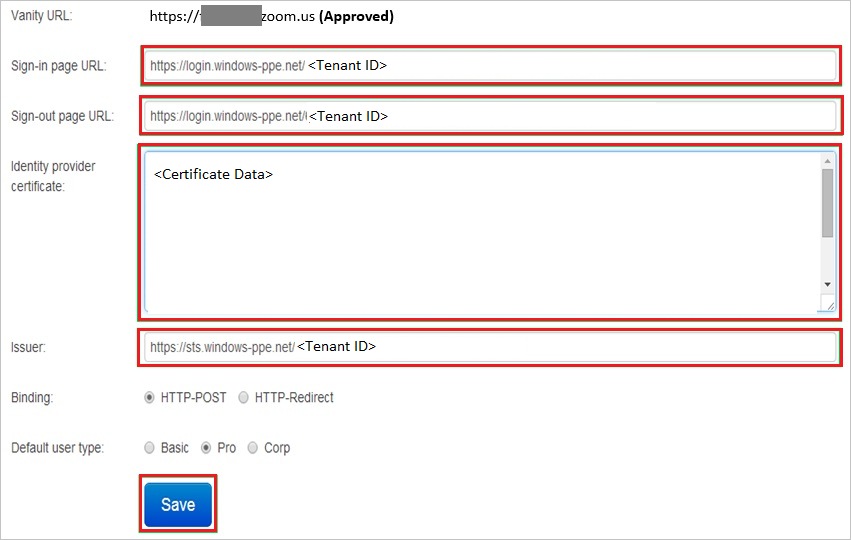 Vanity URL: https:// zoom.us (Approved)
Sign-in page URL: https://login.windows-ppe.net/ <Tenant ID>
Sign-out page URL: https://login.windows-ppe.net/ <Tenant ID>
Identity provider
certificate:
<Certificate Data>
Issuer: https://sts.windows-ppe.net/ <Tenant ID>
Binding: HTTP-POST HTTP-Redirect
Default user type: Basic Pro Corp
Save